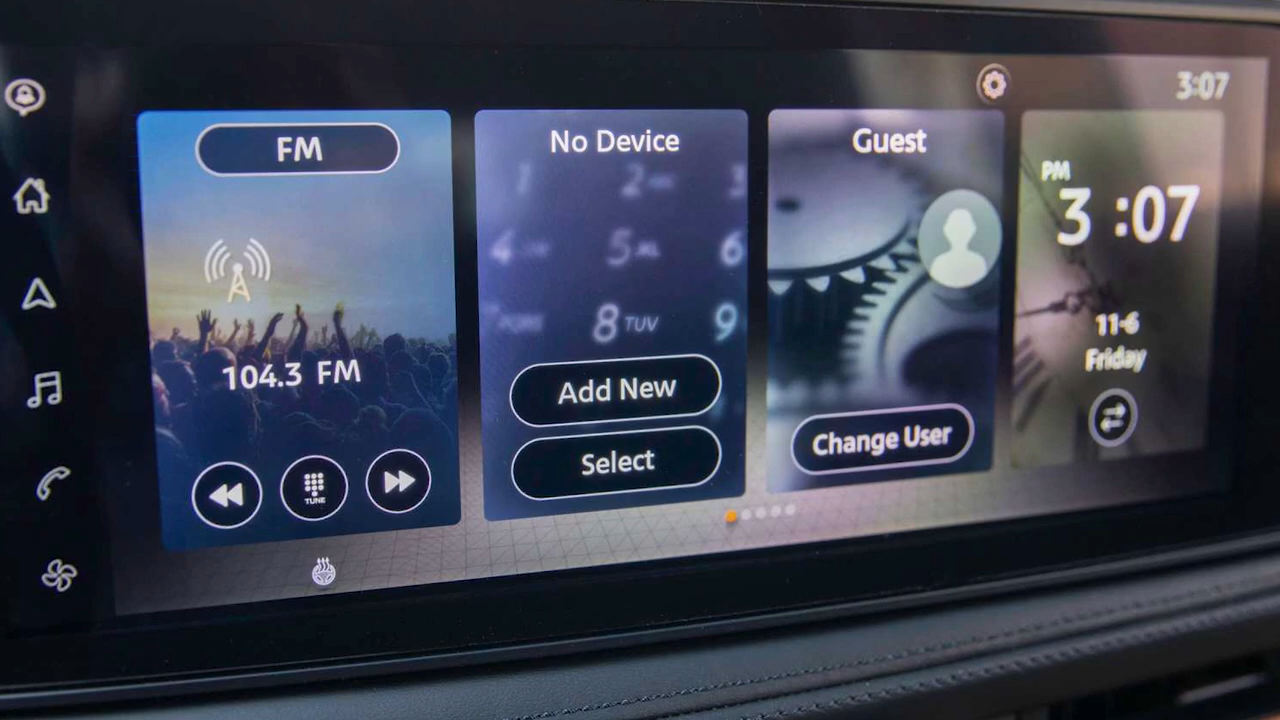 3:07
FM
104.3 FM
TUNE
No Device
1 2 3
4 5 6
8 TUV 9
Add New
Select
Guest
Change User
PM
3 :07
11-6
Friday